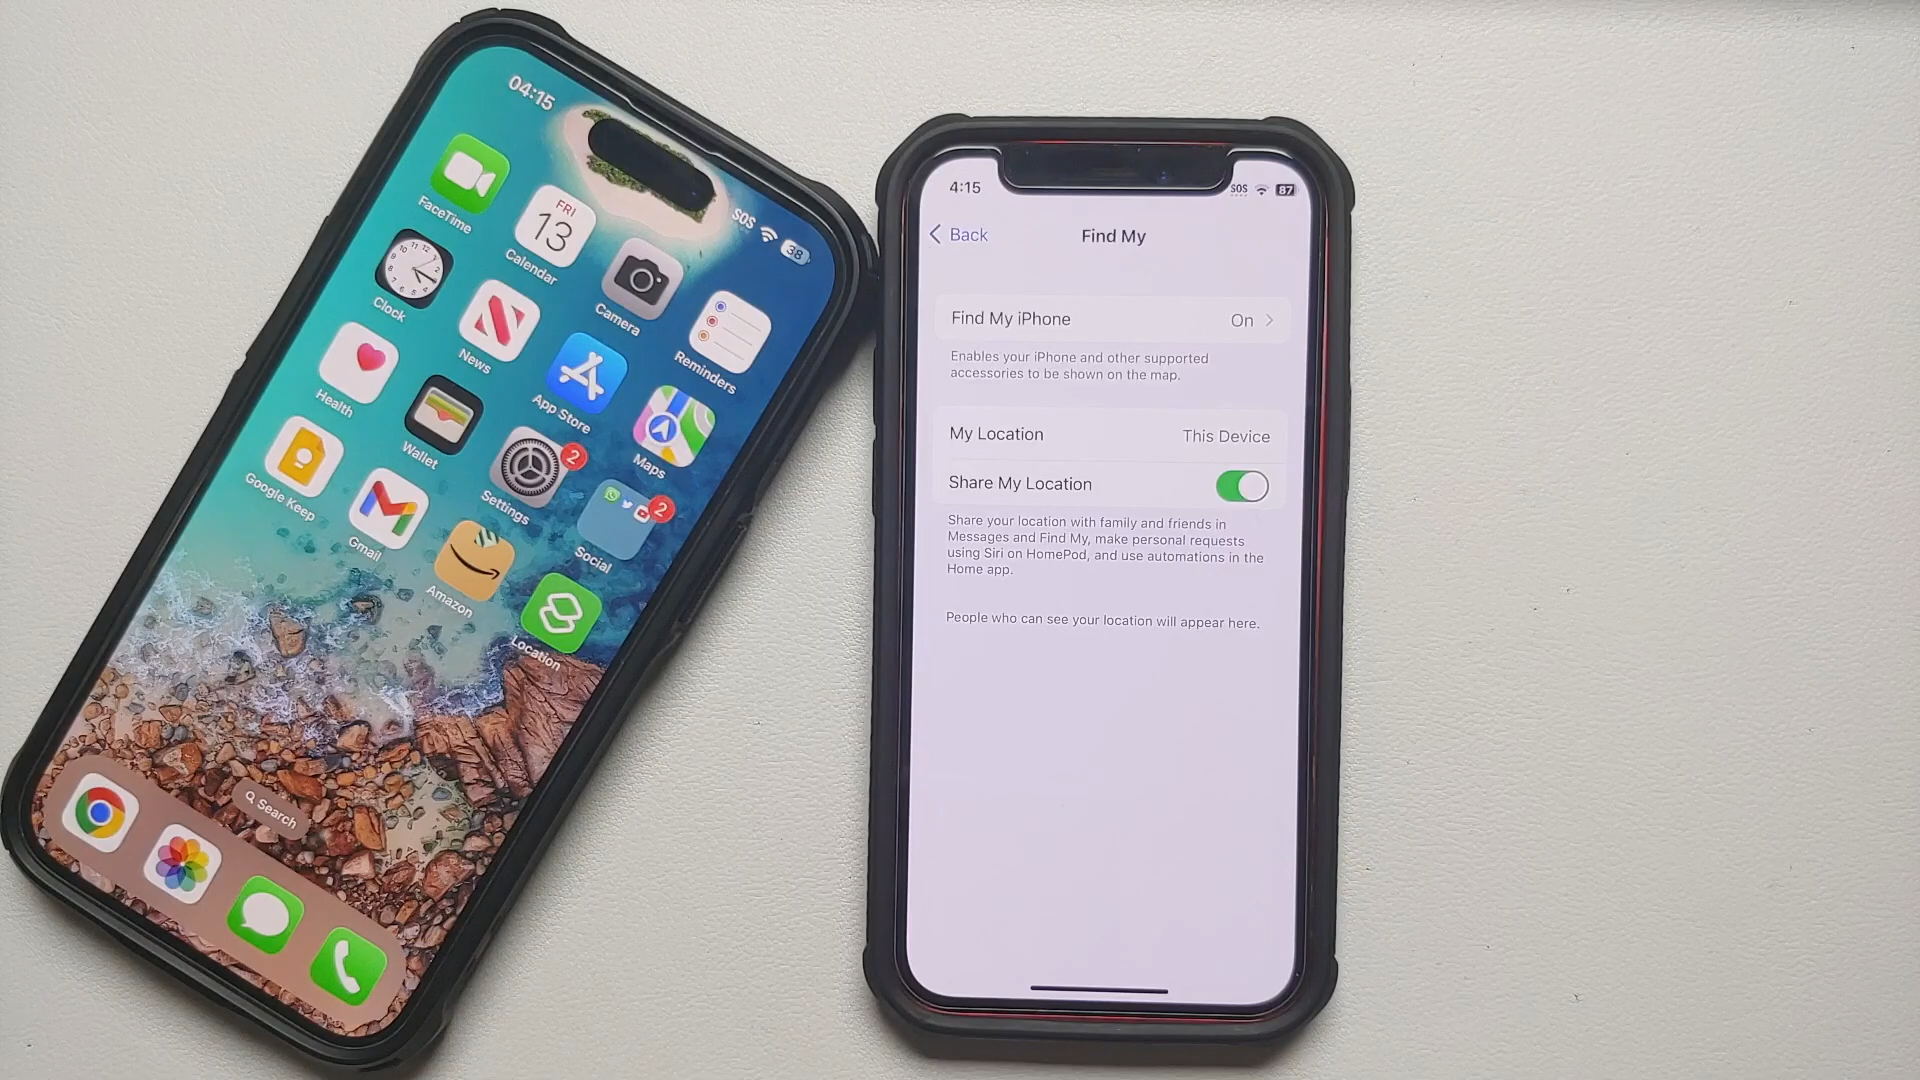 04:15
SOS
38
FaceTime
FRI
13
Calendar
Camera
Reminders
Clock
News
App Store
Maps
Health
Wallet
Settings
2
Social
2
Google Keep
Gmail
Amazon
Location
Search
4:15
SOS
87
Back
Find My
Find My iPhone
On
Enables your iPhone and other supported
accessories to be shown on the map.
My Location
This Device
Share My Location
Share your location with family and friends in
Messages and Find My, make personal requests
using Siri on HomePod, and use automations in the
Home app.
People who can see your location will appear here.